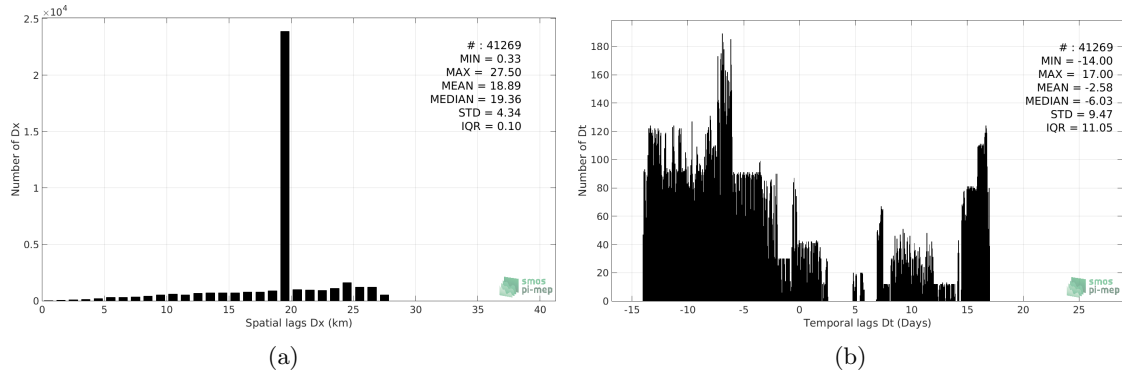 2.5 ×10⁴
2
1.5
1
0.5
0
Number of Dx
# : 41269
MIN = 0.33
MAX = 27.50
MEAN = 18.89
MEDIAN = 19.36
STD = 4.34
IQR = 0.10
smos
pi-mep
0 5 10 15 20 25 30 35 40
Spatial lags Dx (km)
(a)
180
160
140
120
100
80
60
40
20
0
Number of Dt
# : 41269
MIN = -14.00
MAX = 17.00
MEAN = -2.58
MEDIAN = -6.03
STD = 9.47
IQR = 11.05
smos
pi-mep
-15 -10 -5 0 5 10 15 20 25
Temporal lags Dt (Days)
(b)